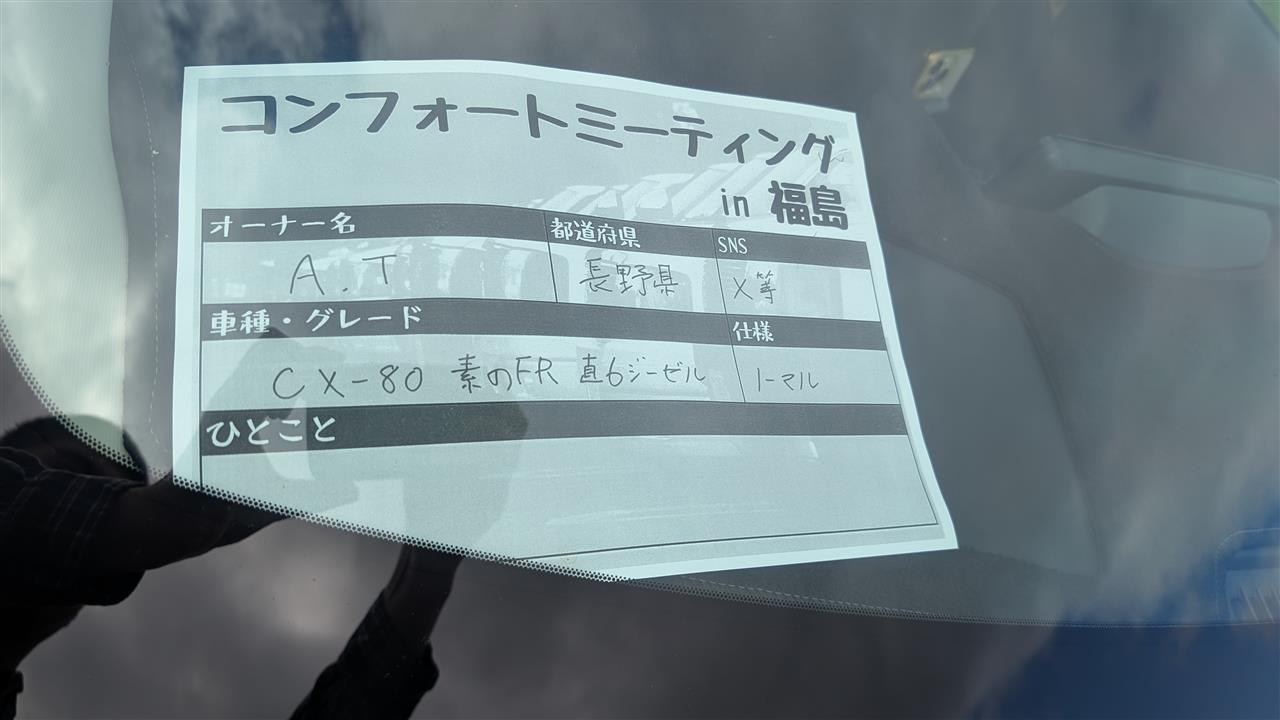 コンフォートミーティング
in 福島
オーナー名 都道府県 SNS
A.T 長野県 X等
車種・グレード 仕様
CX-80 素のFR 直6ジーゼル ノーマル
ひとこと